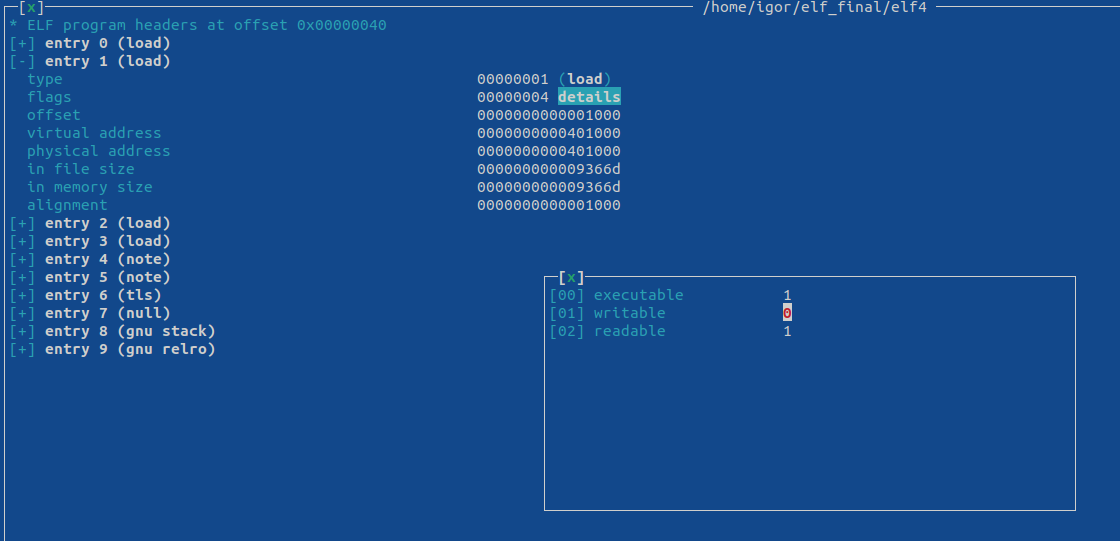 [x] /home/igor/elf_final/elf4
* ELF program headers at offset 0x00000040
[+] entry 0 (load)
[-] entry 1 (load)
type 00000001 (load)
flags 00000004 details
offset 0000000000001000
virtual address 0000000000401000
physical address 0000000000401000
in file size 000000000009366d
in memory size 000000000009366d
alignment 0000000000001000
[+] entry 2 (load)
[+] entry 3 (load)
[+] entry 4 (note)
[+] entry 5 (note)
[+] entry 6 (tls)
[+] entry 7 (null)
[+] entry 8 (gnu stack)
[+] entry 9 (gnu relro)
[x]
[00] executable 1
[01] writable 0
[02] readable 1